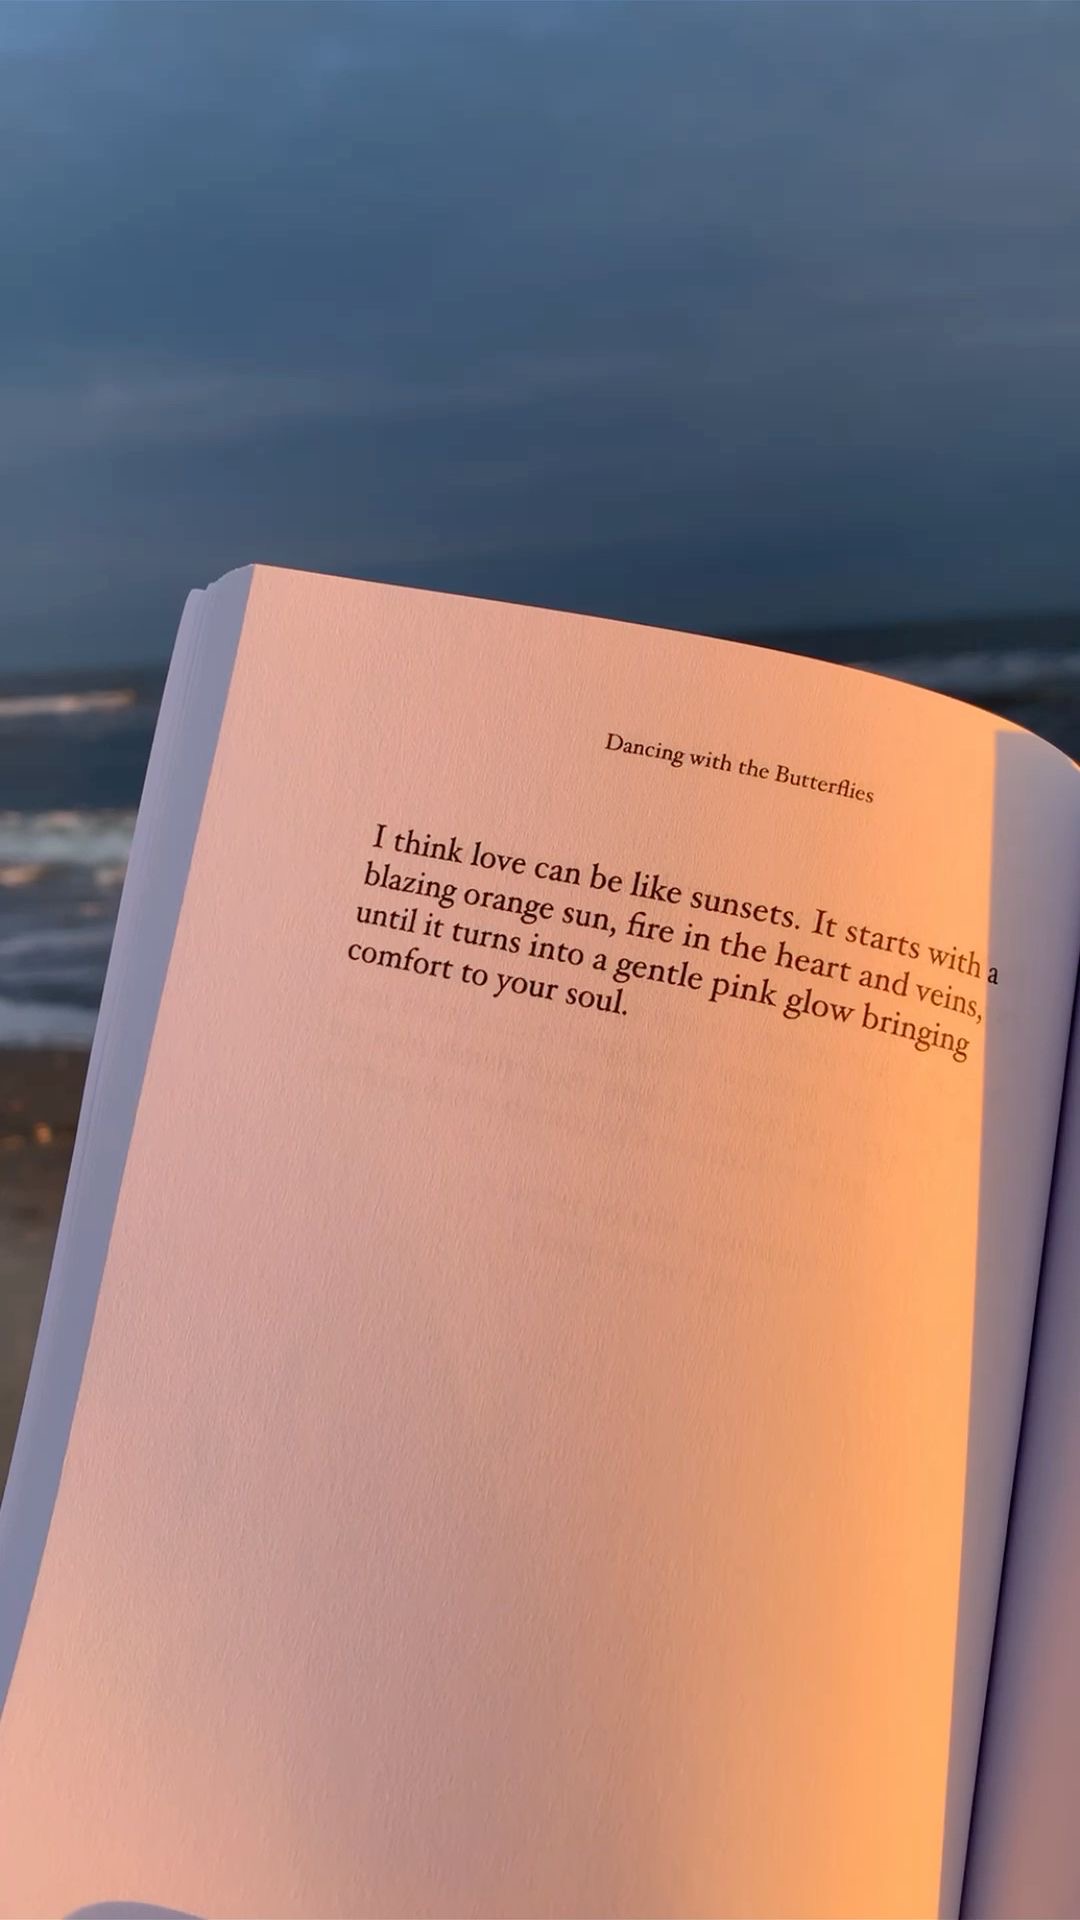 Dancing with the Butterflies
I think love can be like sunsets. It starts with a
blazing orange sun, fire in the heart and veins,
until it turns into a gentle pink glow bringing
comfort to your soul.